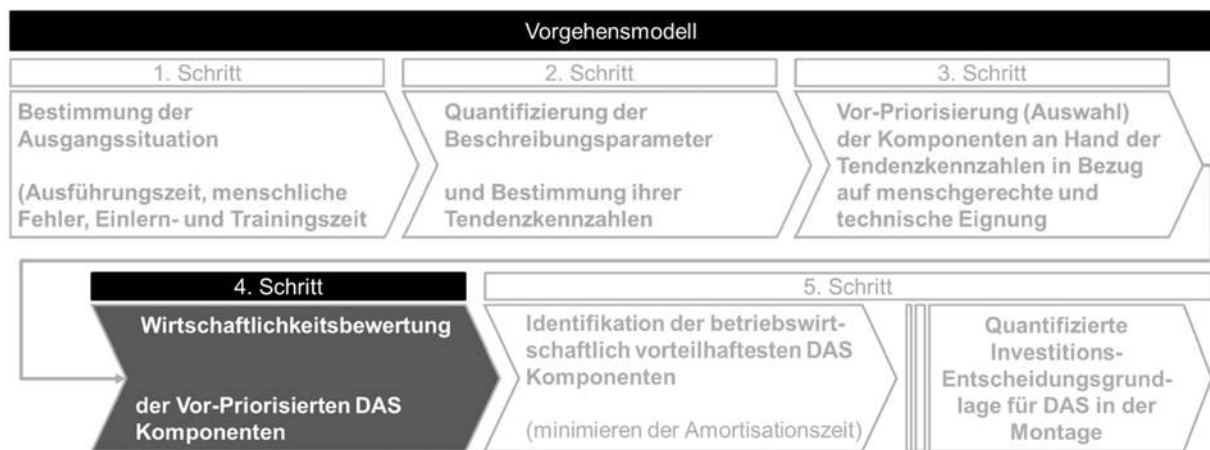 Vorgehensmodell
1. Schritt
Bestimmung der
Ausgangssituation
(Ausführungszeit, menschliche
Fehler, Einlern- und Trainingszeit
2. Schritt
Quantifizierung der
Beschreibungsparameter
und Bestimmung ihrer
Tendenzkennzahlen
3. Schritt
Vor-Priorisierung (Auswahl)
der Komponenten an Hand der
Tendenzkennzahlen in Bezug
auf menschgerechte und
technische Eignung
4. Schritt
Wirtschaftlichkeitsbewertung
der Vor-Priorisierten DAS
Komponenten
5. Schritt
Identifikation der betriebswirt-
schaftlich vorteilhaftesten DAS
Komponenten
(minimieren der Amortisationszeit)
Quantifizierte
Investitions-
Entscheidungsgrund-
lage für DAS in der
Montage